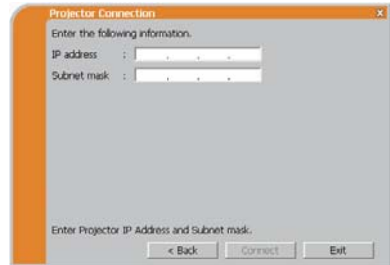 Projector Connection
x
Enter the following information.
IP address : . . .
Subnet mask : . . .
Enter Projector IP Address and Subnet mask.
< Back Connect Exit